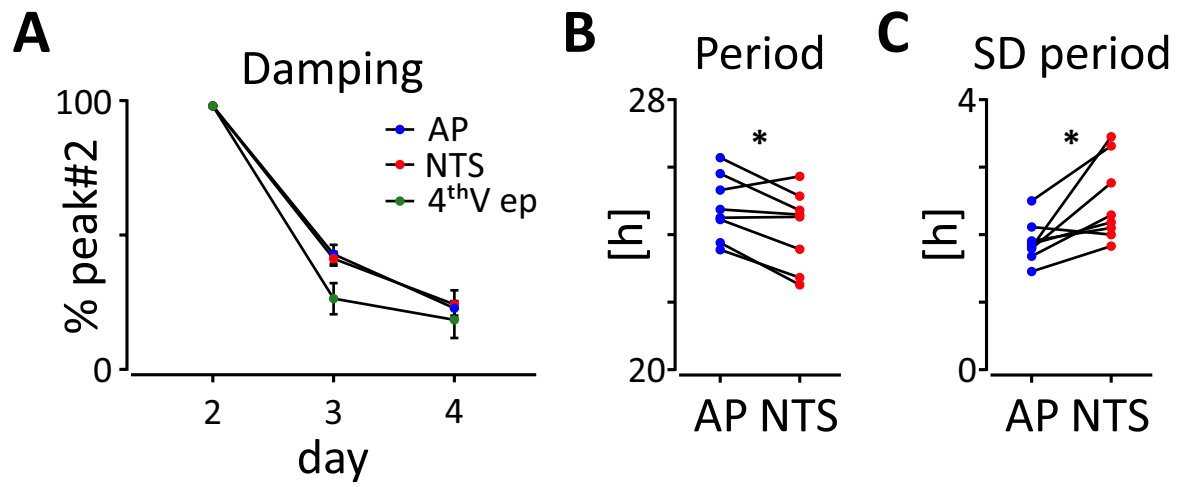 A
Damping
100
0
% peak#2
AP
NTS
4thV ep
2 3 4
day
B
Period
*
28
20
[h]
AP NTS
C
SD period
*
4
0
[h]
AP NTS